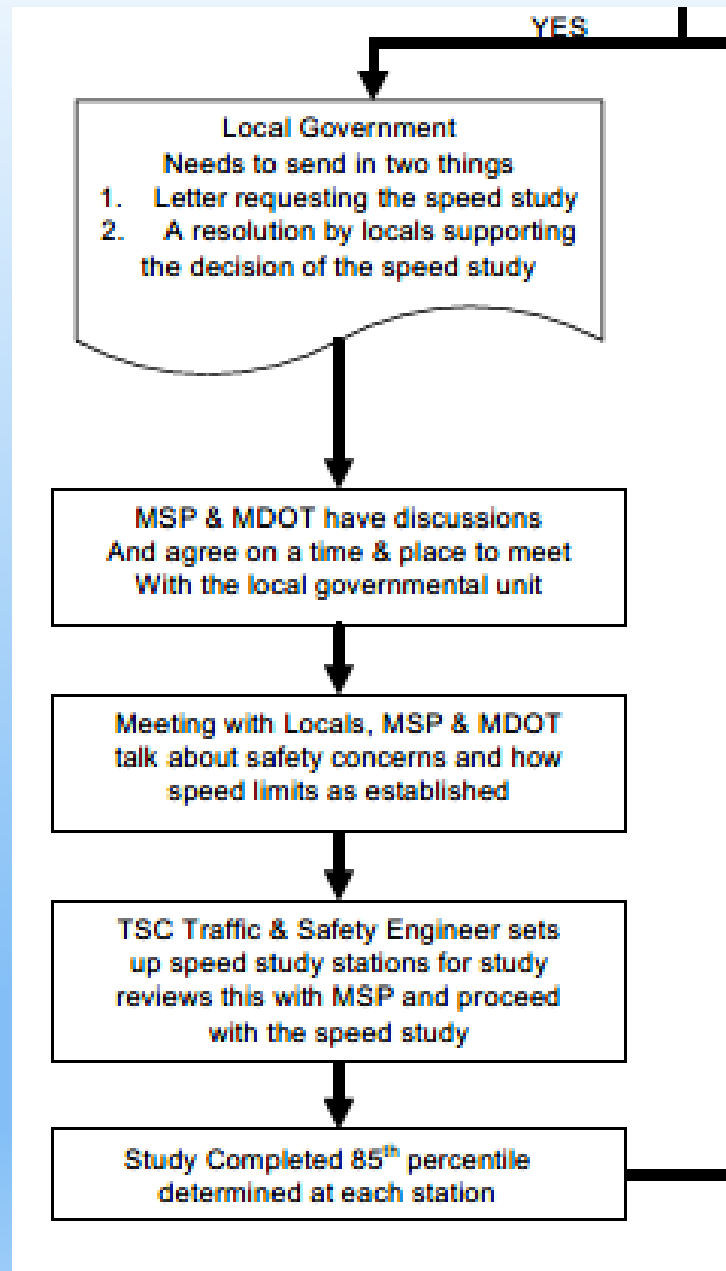 YES
Local Government
Needs to send in two things
1. Letter requesting the speed study
2. A resolution by locals supporting
the decision of the speed study
MSP & MDOT have discussions
And agree on a time & place to meet
With the local governmental unit
Meeting with Locals, MSP & MDOT
talk about safety concerns and how
speed limits as established
TSC Traffic & Safety Engineer sets
up speed study stations for study
reviews this with MSP and proceed
with the speed study
Study Completed 85th percentile
determined at each station